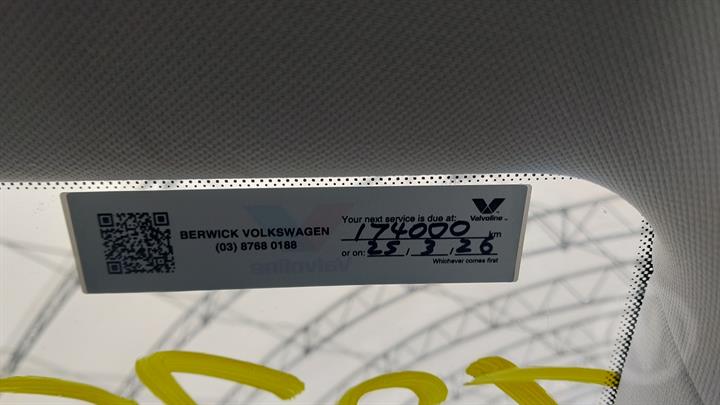 BERWICK VOLKSWAGEN
(03) 8768 0188
Valvoline™
Your next service is due at:
174000 km
or on: 25 / 3 / 26
Whichever comes first